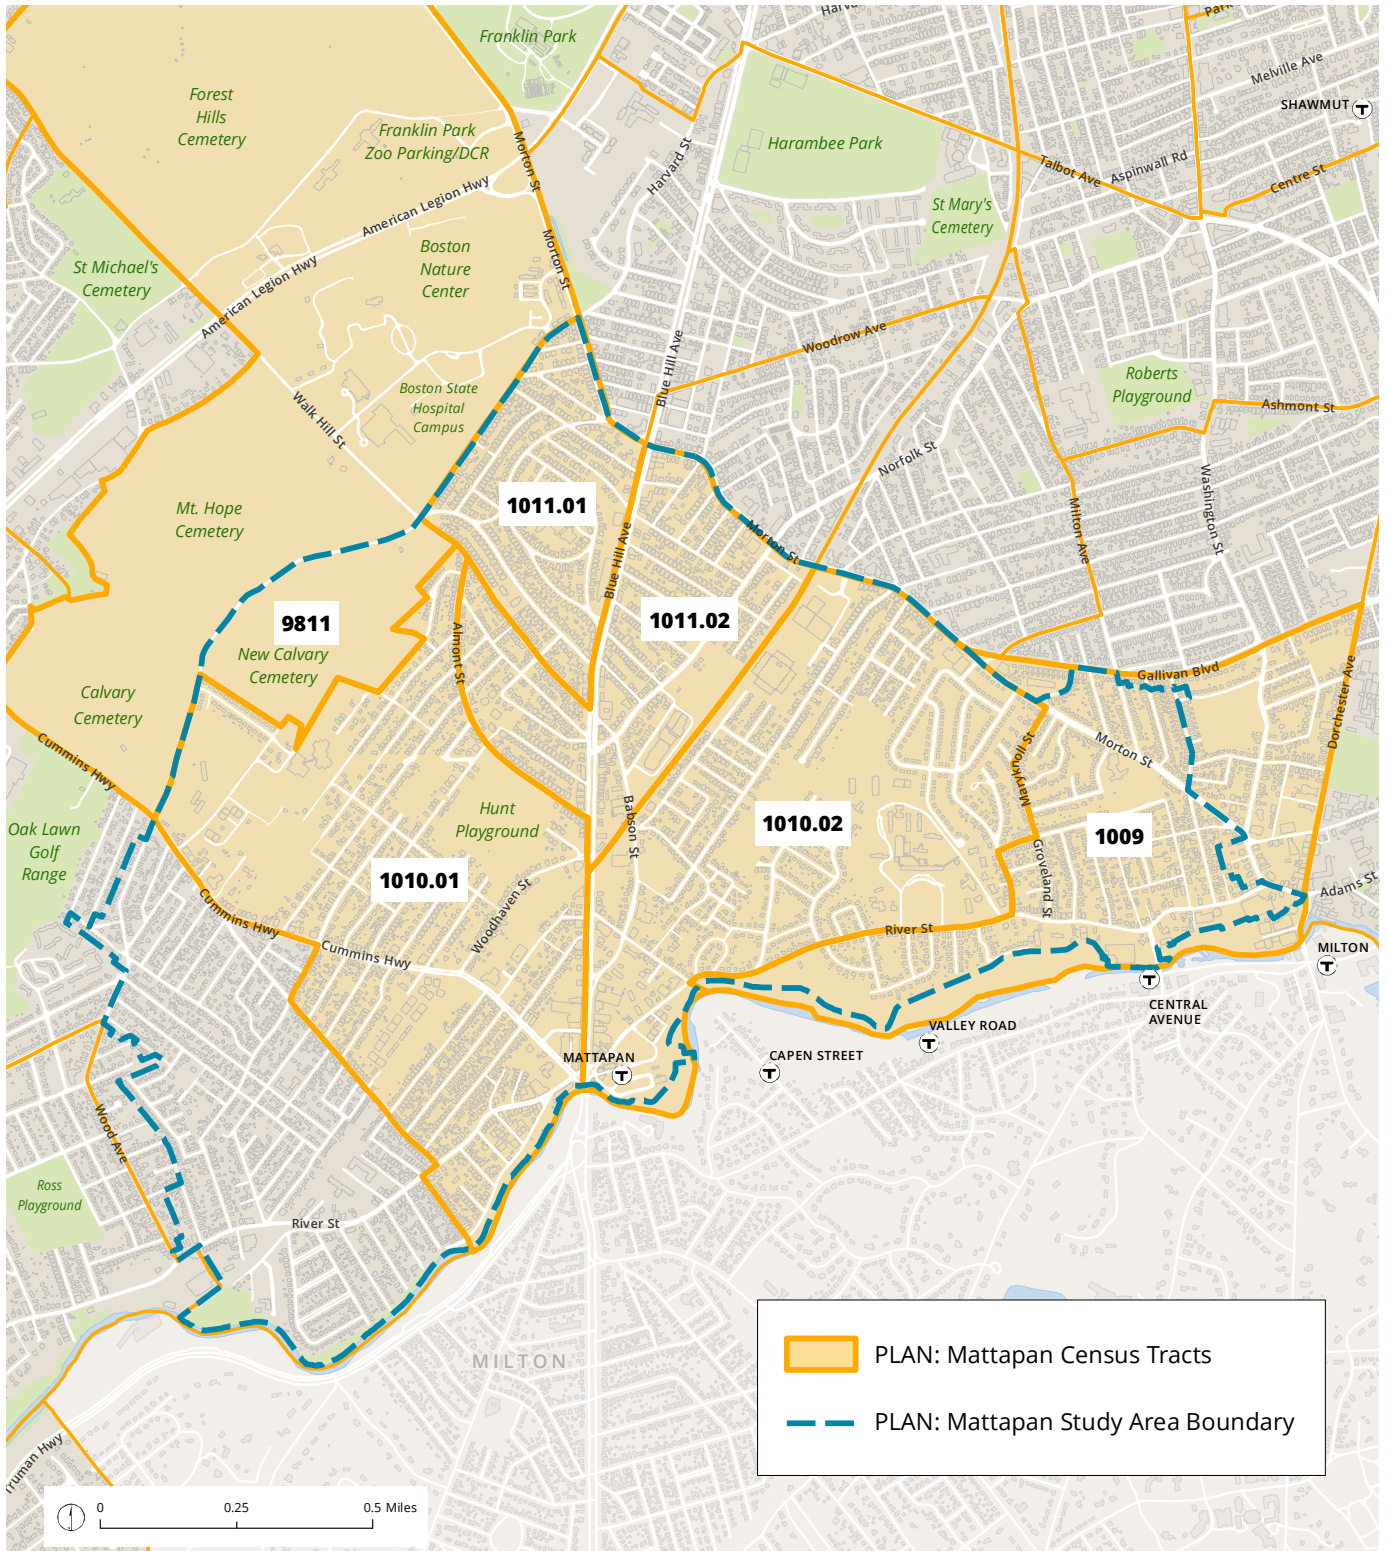 Harva
Park
Franklin Park
Melville Ave
SHAWMUT
T
Forest
Hills
Cemetery
Franklin Park
Zoo Parking/DCR
Morton St
Harvard St
Harambee Park
Talbot Ave
Aspinwall Rd
Centre St
American Legion Hwy
St Mary's
Cemetery
Boston
Nature
Center
Morton St
St Michael's
Cemetery
American Legion Hwy
Blue Hill Ave
Woodrow Ave
Boston State
Hospital
Campus
Roberts
Playground
Ashmont St
Walk Hill St
Norfolk St
Washington St
1011.01
Mt. Hope
Cemetery
Milton Ave
Morton St
Blue Hill Ave
9811
1011.02
New Calvary
Cemetery
Almont St
Gallivan Blvd
Dorchester Ave
Calvary
Cemetery
Cummins Hwy
Morton St
Maryknoll St
Hunt
Playground
Babson St
1010.02
1009
Oak Lawn
Golf
Range
1010.01
Groveland St
Adams St
Cummins Hwy
Woodhaven St
River St
Cummins Hwy
MILTON
T
CENTRAL
AVENUE
T
VALLEY ROAD
T
MATTAPAN
T
CAPEN STREET
T
Wood Ave
Ross
Playground
River St
MILTON
PLAN: Mattapan Census Tracts
PLAN: Mattapan Study Area Boundary
Truman Hwy
0
0.25
0.5 Miles